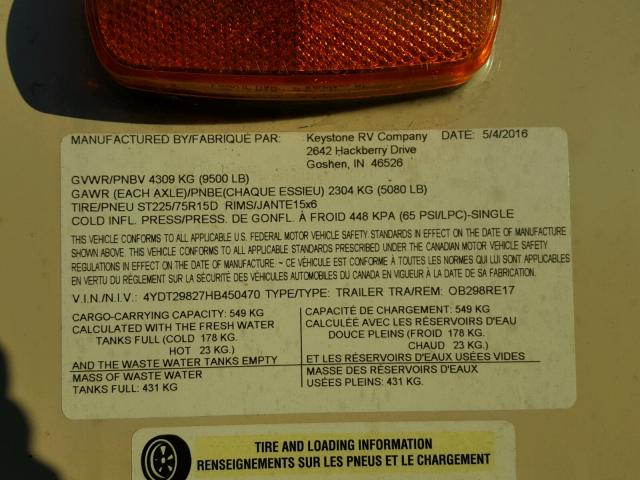 MANUFACTURED BY/FABRIQUÉ PAR: Keystone RV Company DATE: 5/4/2016
2642 Hackberry Drive
Goshen, IN 46526
GVWR/PNBV 4309 KG (9500 LB)
GAWR (EACH AXLE)/PNBE(CHAQUE ESSIEU) 2304 KG (5080 LB)
TIRE/PNEU ST225/75R15D RIMS/JANTE15x6
COLD INFL. PRESS/PRESS. DE GONFL. À FROID 448 KPA (65 PSI/LPC)-SINGLE
THIS VEHICLE CONFORMS TO ALL APPLICABLE U.S. FEDERAL MOTOR VEHICLE SAFETY STANDARDS IN EFFECT ON THE DATE OF MANUFACTURE
SHOWN ABOVE. THIS VEHICLE CONFORMS TO ALL APPLICABLE STANDARDS PRESCRIBED UNDER THE CANADIAN MOTOR VEHICLE SAFETY
REGULATIONS IN EFFECT ON THE DATE OF MANUFACTURE. ~ CE VÉHICULE EST CONFORME À TOUTES LES NORMES QUI LUI SONT APPLICABLES
EN VERTU DU RÈGLEMENT SUR LA SÉCURITÉ DES VÉHICULES AUTOMOBILES DU CANADA EN VIGUEUR À LA DATE DE SA FABRICATION.
V.I.N./N.I.V.: 4YDT29827HB450470 TYPE/TYPE: TRAILER TRA/REM: OB298RE17
CARGO-CARRYING CAPACITY: 549 KG
CALCULATED WITH THE FRESH WATER
TANKS FULL (COLD 178 KG.)
HOT 23 KG.)
AND THE WASTE WATER TANKS EMPTY
MASS OF WASTE WATER
TANKS FULL: 431 KG
CAPACITÉ DE CHARGEMENT: 549 KG
CALCULÉE AVEC LES RÉSERVOIRS D'EAU
DOUCE PLEINS (FROID 178 KG.
CHAUD 23 KG.)
ET LES RÉSERVOIRS D'EAUX USÉES VIDES
MASSE DES RÉSERVOIRS D'EAUX
USÉES PLEINS: 431 KG.
TIRE AND LOADING INFORMATION
RENSEIGNEMENTS SUR LES PNEUS ET LE CHARGEMENT